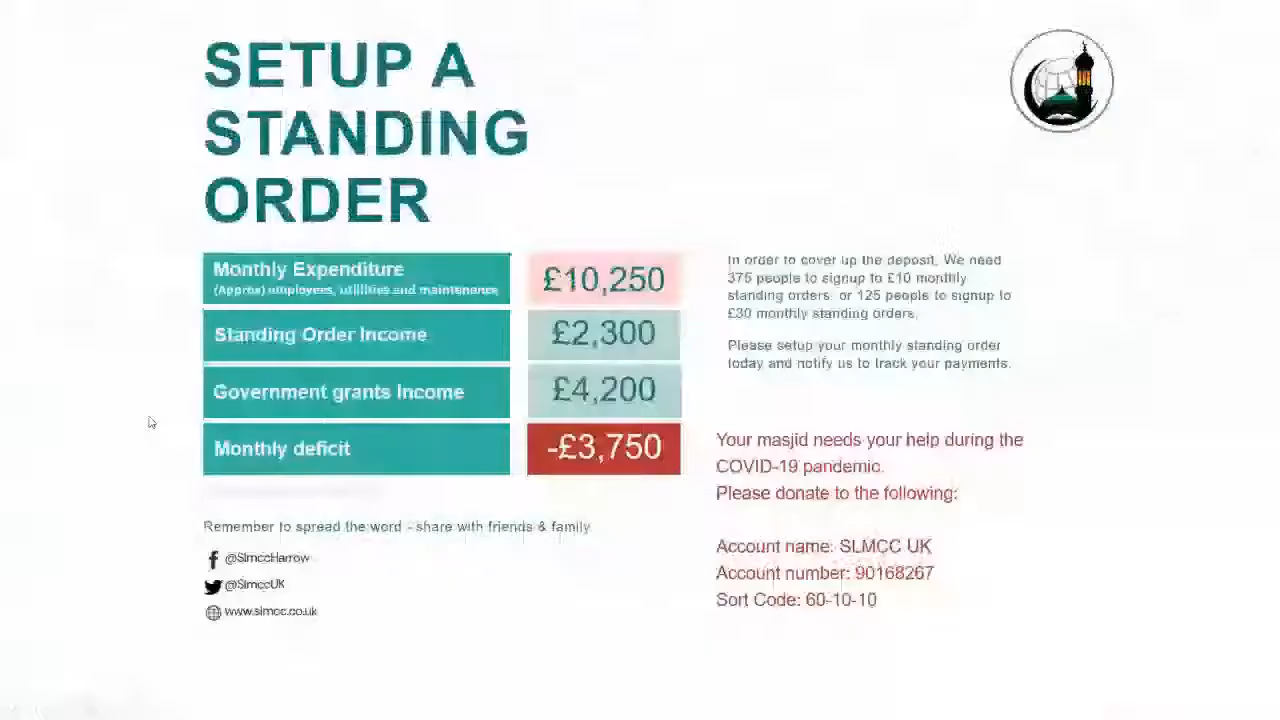 SETUP A
STANDING
ORDER
Monthly Expenditure
(Approx) employees, utilities and maintenance
£10,250
Standing Order Income
£2,300
Government grants Income
£4,200
Monthly deficit
-£3,750
In order to cover up the deposit, We need
375 people to signup to £10 monthly
standing orders. or 125 people to signup to
£30 monthly standing orders.
Please setup your monthly standing order
today and notify us to track your payments.
Your masjid needs your help during the
COVID-19 pandemic.
Please donate to the following:
Account name: SLMCC UK
Account number: 90168267
Sort Code: 60-10-10
Remember to spread the word - share with friends & family
@SlmccHarrow
@SlmccUK
www.slmcc.co.uk